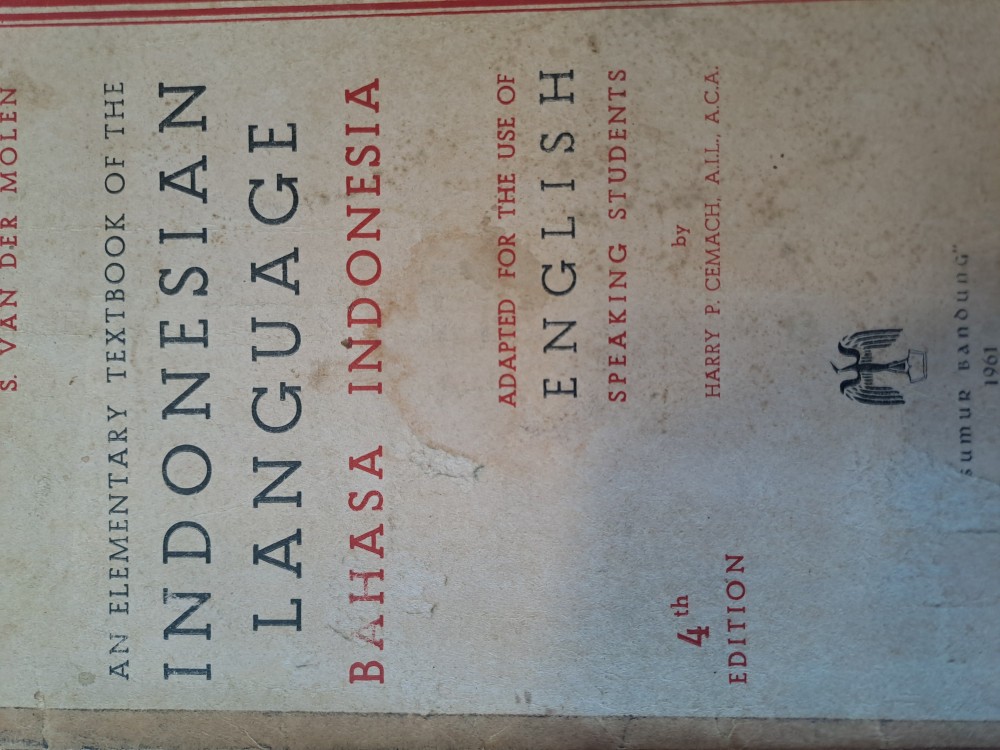 S. VAN DER MOLEN
AN ELEMENTARY TEXTBOOK OF THE
INDONESIAN
LANGUAGE
BAHASA INDONESIA
ADAPTED FOR THE USE OF
ENGLISH
SPEAKING STUDENTS
by
4th
HARRY P. CEMACH, A.I.L., A.C.A.
EDITION
sumur bandung"
1961